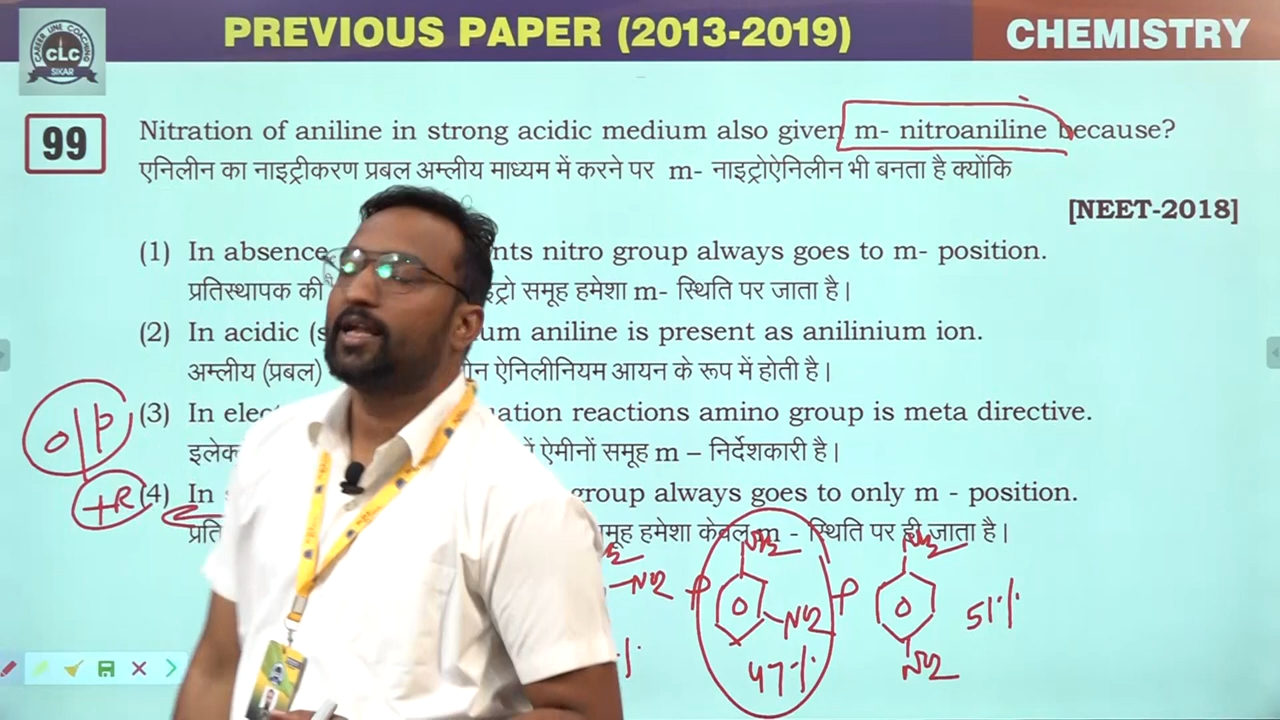 PREVIOUS PAPER (2013-2019)
CHEMISTRY
CAREER LINE COACHING
CLC
SIKAR
99
Nitration of aniline in strong acidic medium also given m- nitroaniline because?
एनिलीन का नाइट्रीकरण प्रबल अम्लीय माध्यम में करने पर m- नाइट्रोऐनिलीन भी बनता है क्योंकि
[NEET-2018]
(1) In absence nts nitro group always goes to m- position.
प्रतिस्थापक की इट्रो समूह हमेशा m- स्थिति पर जाता है।
(2) In acidic (s um aniline is present as anilinium ion.
अम्लीय (प्रबल) ीन ऐनिलीनियम आयन के रूप में होती है।
o p
(3) In elec uation reactions amino group is meta directive.
इलेक में ऐमीनों समूह m – निर्देशकारी है।
+R
(4) In group always goes to only m - position.
प्रति मूह हमेशा केवल m - स्थिति पर ही जाता है।
NH2 NH2
NO2 NO2 51%
47% NO2